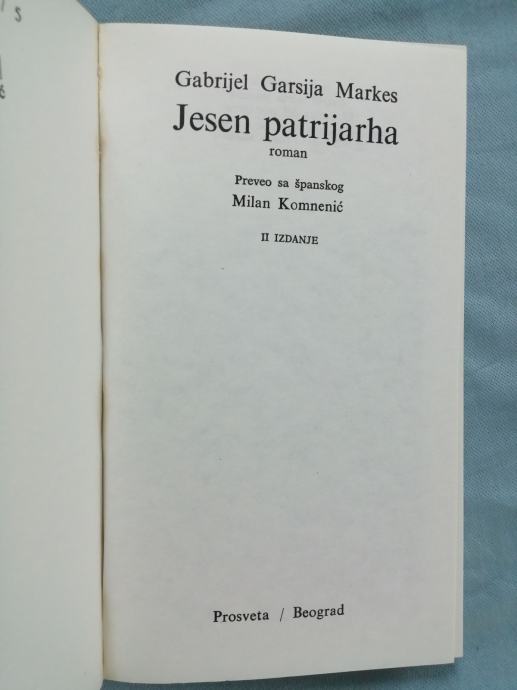 Gabrijel Garsija Markes
Jesen patrijarha
roman
Preveo sa španskog
Milan Komnenić
II IZDANJE
Prosveta / Beograd